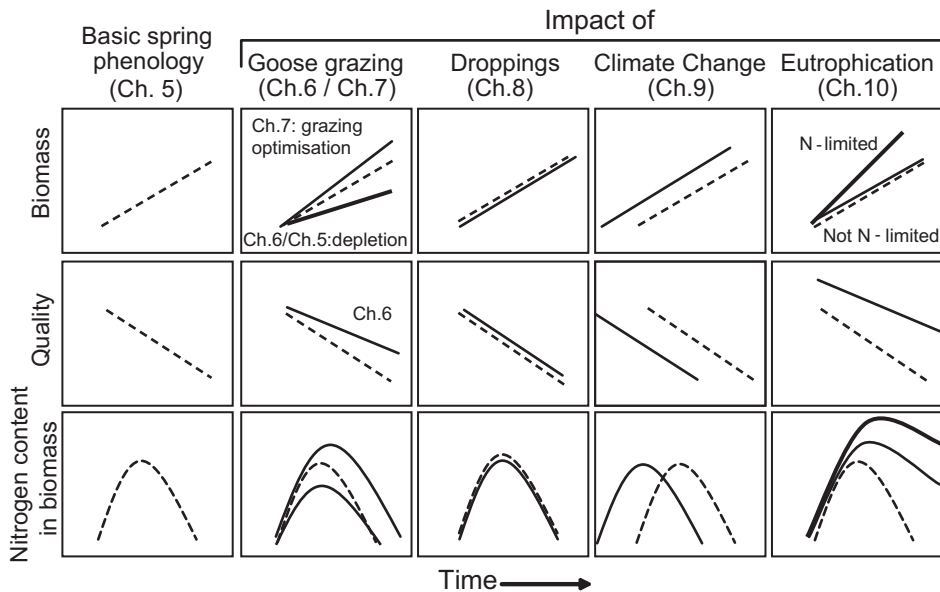 Impact of
Basic spring
phenology
(Ch. 5)
Goose grazing
(Ch.6 / Ch.7)
Droppings
(Ch.8)
Climate Change
(Ch.9)
Eutrophication
(Ch.10)
Biomass
Ch.7: grazing
optimisation
Ch.6/Ch.5:depletion
N - limited
Not N - limited
Quality
Ch.6
Nitrogen content
in biomass
Time